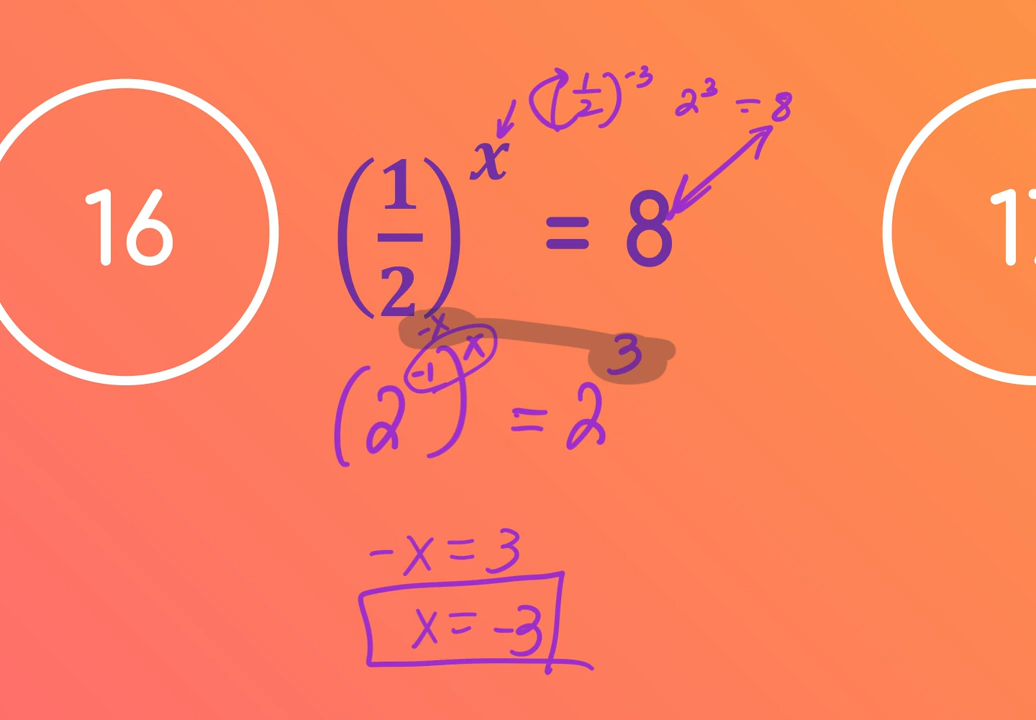 16
(1/2)^x = 8
((1/2)^-3 2^3 = 8
-x
(2^-1)^x = 2^3
-x = 3
x = -3